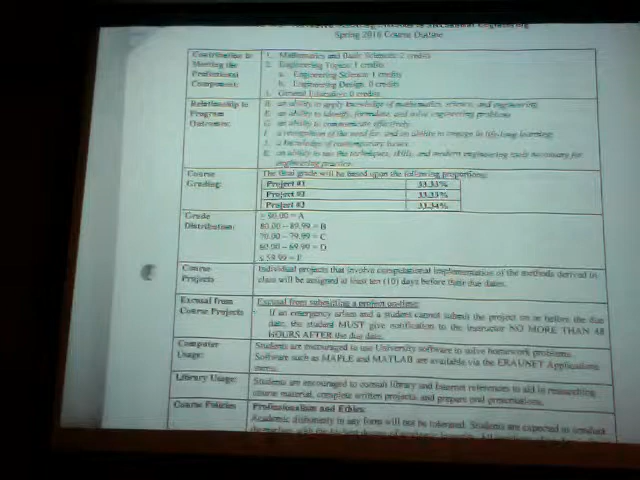 Spring 2016 Course Outline
Contribution to Meeting the Professional Component:
1. Mathematics and Basic Sciences: 2 credits
2. Engineering Topics: 1 credits
a. Engineering Science: 1 credits
b. Engineering Design: 0 credits
General Education: 0 credits
Relationship to Program Outcomes:
an ability to apply knowledge of mathematics, science, and engineering
an ability to identify, formulate, and solve engineering problems
an ability to communicate effectively
a recognition of the need for, and an ability to engage in life-long learning
a knowledge of contemporary issues
an ability to use the techniques, skills, and modern engineering tools necessary for
engineering practice.
Course Grading:
The final grade will be based upon the following proportions:
Project #1 33.33%
Project #2 33.33%
Project #3 33.34%
Grade Distribution:
≥ 90.00 = A
80.00 – 89.99 = B
70.00 – 79.99 = C
60.00 – 69.99 = D
≤ 59.99 = F
Course Projects
Individual projects that involve computational implementation of the methods derived in
class will be assigned at least ten (10) days before their due dates.
Excusal from Course Projects
Excusal from submitting a project on-time:
If an emergency arises and a student cannot submit the project on or before the due
date, the student MUST give notification to the instructor NO MORE THAN 48
HOURS AFTER the due date.
Computer Usage:
Students are encouraged to use University software to solve homework problems.
Software such as MAPLE and MATLAB are available via the ERAUNET Applications
menu.
Library Usage:
Students are encouraged to consult library and Internet references to aid in researching
course material, complete written projects, and prepare oral presentations.
Course Policies
Professionalism and Ethics:
Academic dishonesty in any form will not be tolerated. Students are expected to conduct